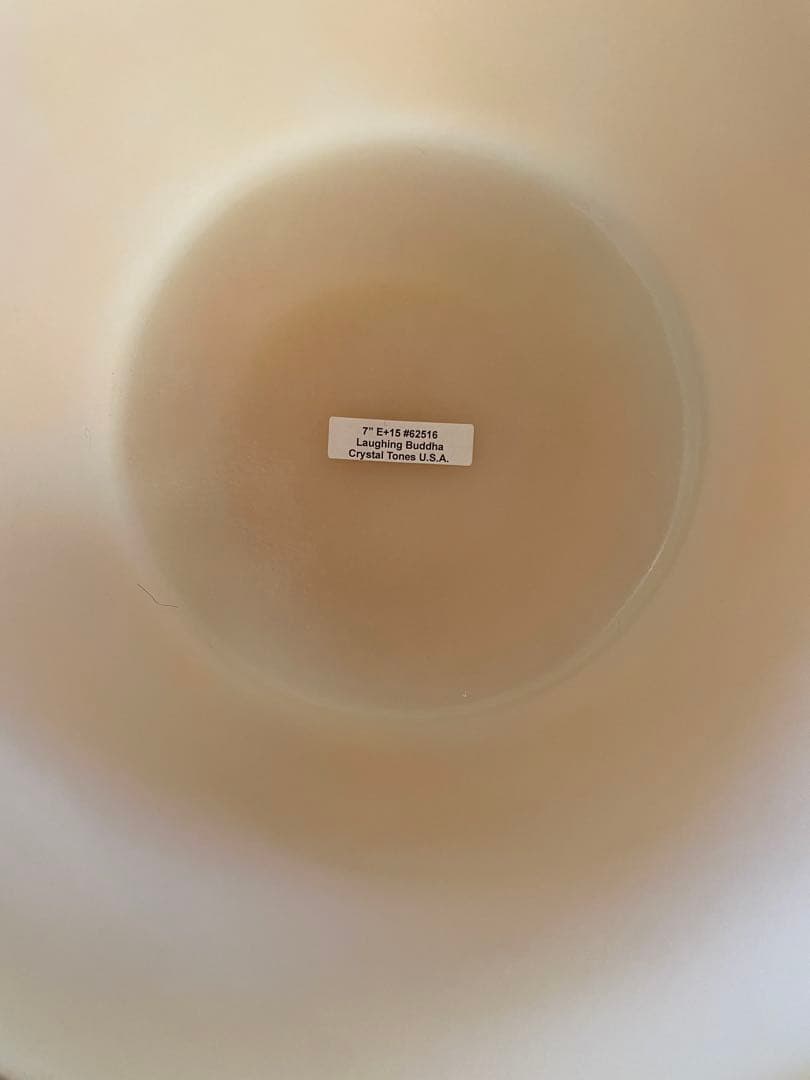 7" E+15 #62516
Laughing Buddha
Crystal Tones U.S.A.